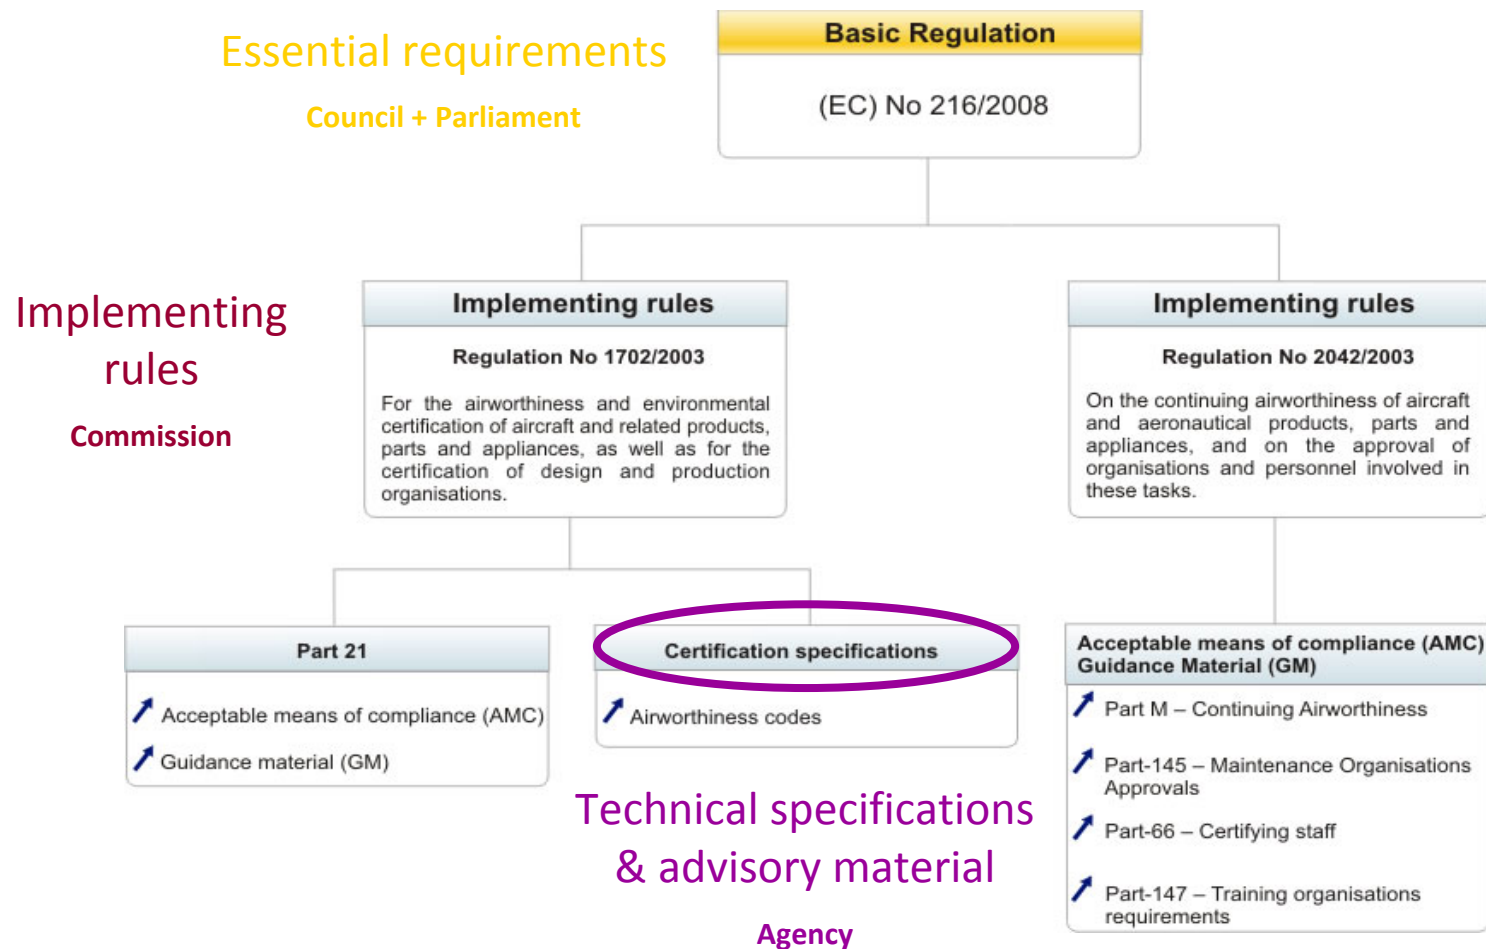 Essential requirements
Council + Parliament
Basic Regulation
(EC) No 216/2008
Implementing
rules
Commission
Implementing rules
Regulation No 1702/2003
For the airworthiness and environmental
certification of aircraft and related products,
parts and appliances, as well as for the
certification of design and production
organisations.
Implementing rules
Regulation No 2042/2003
On the continuing airworthiness of aircraft
and aeronautical products, parts and
appliances, and on the approval of
organisations and personnel involved in
these tasks.
Part 21
Acceptable means of compliance (AMC)
Guidance material (GM)
Certification specifications
Airworthiness codes
Acceptable means of compliance (AMC)
Guidance Material (GM)
Part M – Continuing Airworthiness
Part-145 – Maintenance Organisations
Approvals
Part-66 – Certifying staff
Part-147 – Training organisations
requirements
Technical specifications
& advisory material
Agency